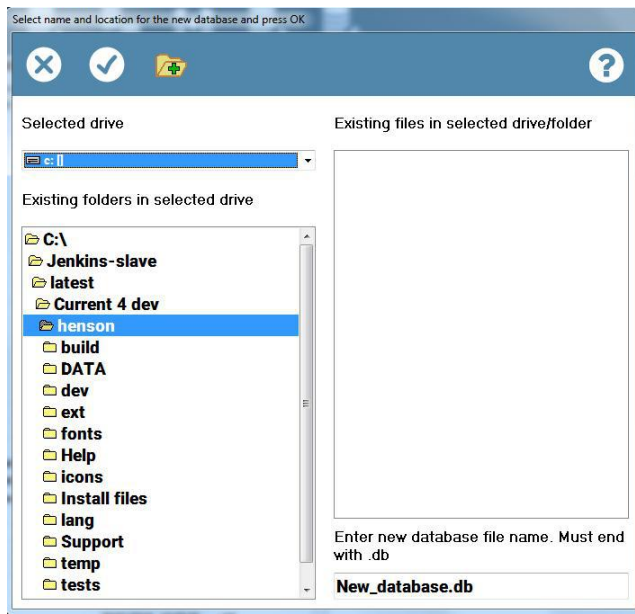 Select name and location for the new database and press OK
Selected drive
c: []
Existing folders in selected drive
C:\
Jenkins-slave
latest
Current 4 dev
henson
build
DATA
dev
ext
fonts
Help
icons
Install files
lang
Support
temp
tests
Existing files in selected drive/folder
Enter new database file name. Must end
with .db
New_database.db